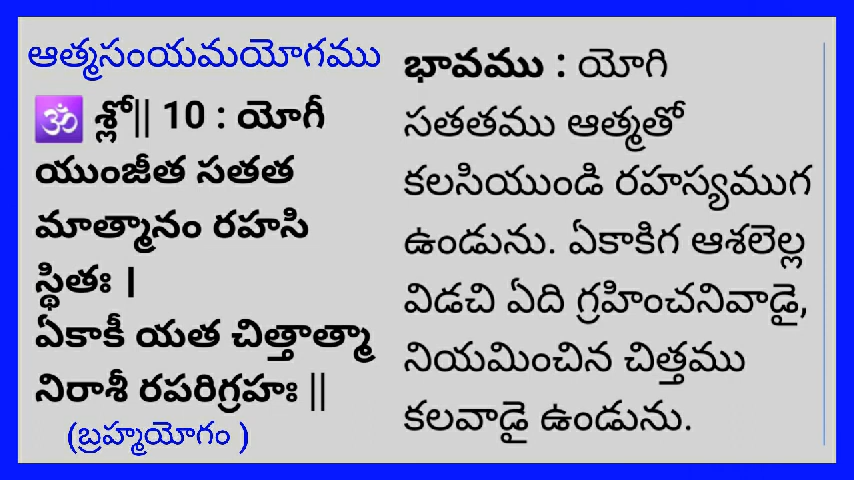 ఆత్మసంయమయోగము
🕉 శ్లో|| 10 : యోగీ
యుంజీత సతత
మాత్మానం రహసి
స్థితః |
ఏకాకీ యత చిత్తాత్మా
నిరాశీ రపరిగ్రహః ||
(బ్రహ్మయోగం )
భావము : యోగి
సతతము ఆత్మతో
కలసియుండి రహస్యముగ
ఉండును. ఏకాకిగ ఆశలెల్ల
విడచి ఏది గ్రహించనివాడై,
నియమించిన చిత్తము
కలవాడై ఉండును.